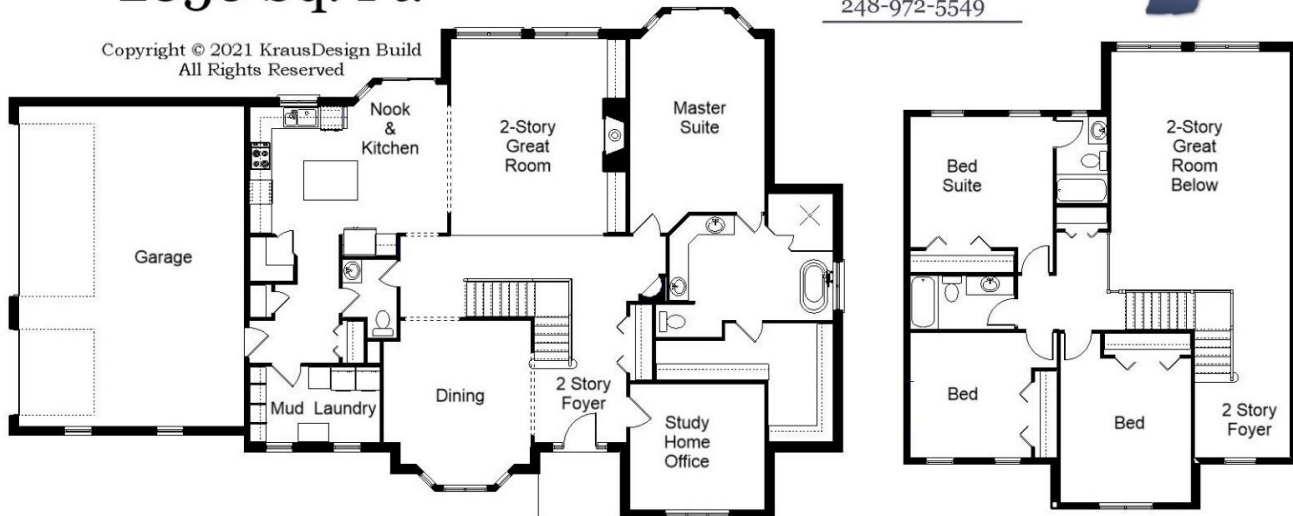 248-972-5549
Copyright © 2021 KrausDesign Build
All Rights Reserved
Garage
Nook
&
Kitchen
2-Story
Great
Room
Master
Suite
Mud Laundry
Dining
2 Story
Foyer
Study
Home
Office
Bed
Suite
2-Story
Great
Room
Below
Bed
Bed
2 Story
Foyer